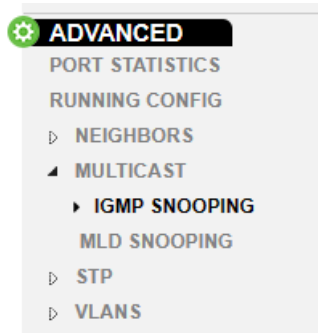 ADVANCED
PORT STATISTICS
RUNNING CONFIG
NEIGHBORS
MULTICAST
IGMP SNOOPING
MLD SNOOPING
STP
VLANS